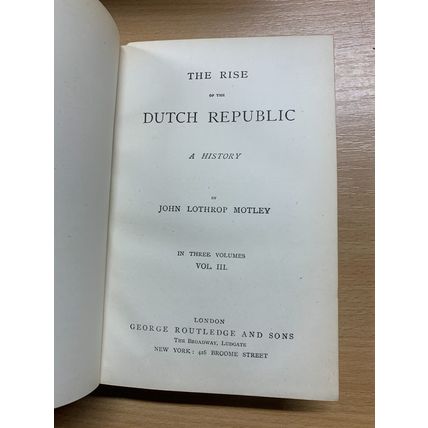 THE RISE
OF THE
DUTCH REPUBLIC
A HISTORY
BY
JOHN LOTHROP MOTLEY
IN THREE VOLUMES
VOL. III.
LONDON
GEORGE ROUTLEDGE AND SONS
THE BROADWAY, LUDGATE
NEW YORK: 416 BROOME STREET